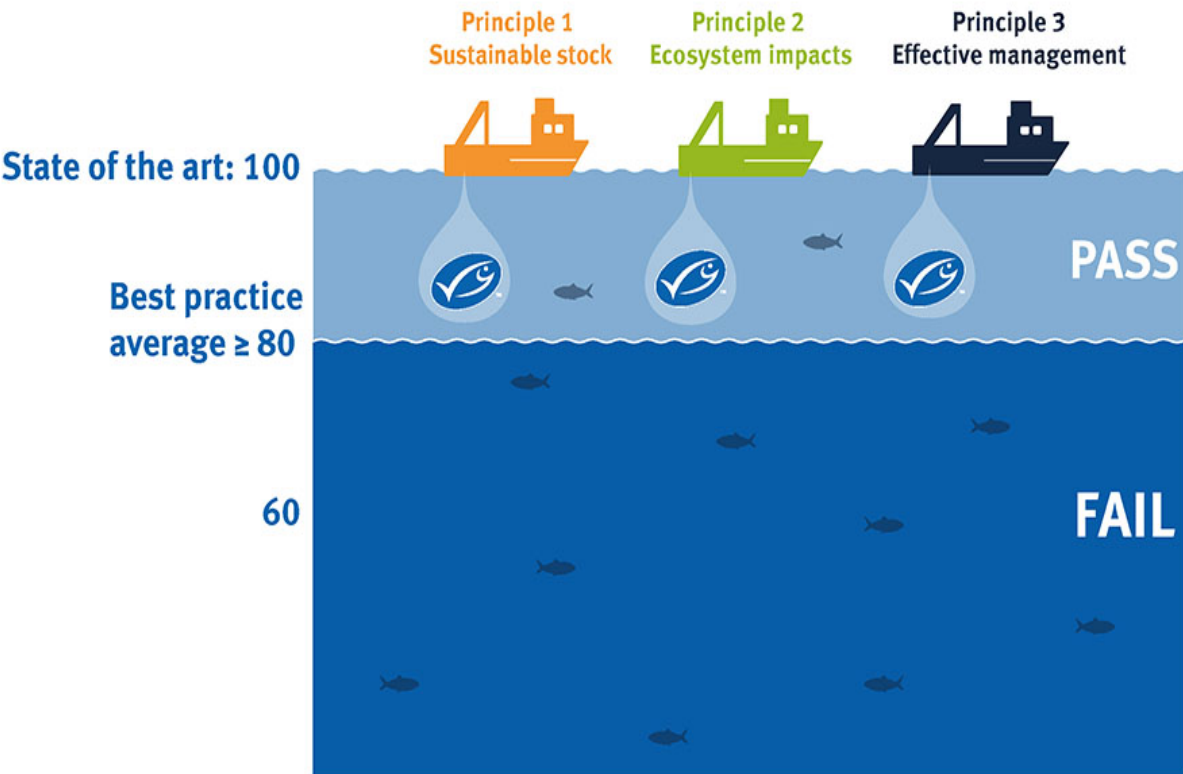 Principle 1
Sustainable stock
Principle 2
Ecosystem impacts
Principle 3
Effective management
State of the art: 100
PASS
Best practice
average ≥ 80
60
FAIL